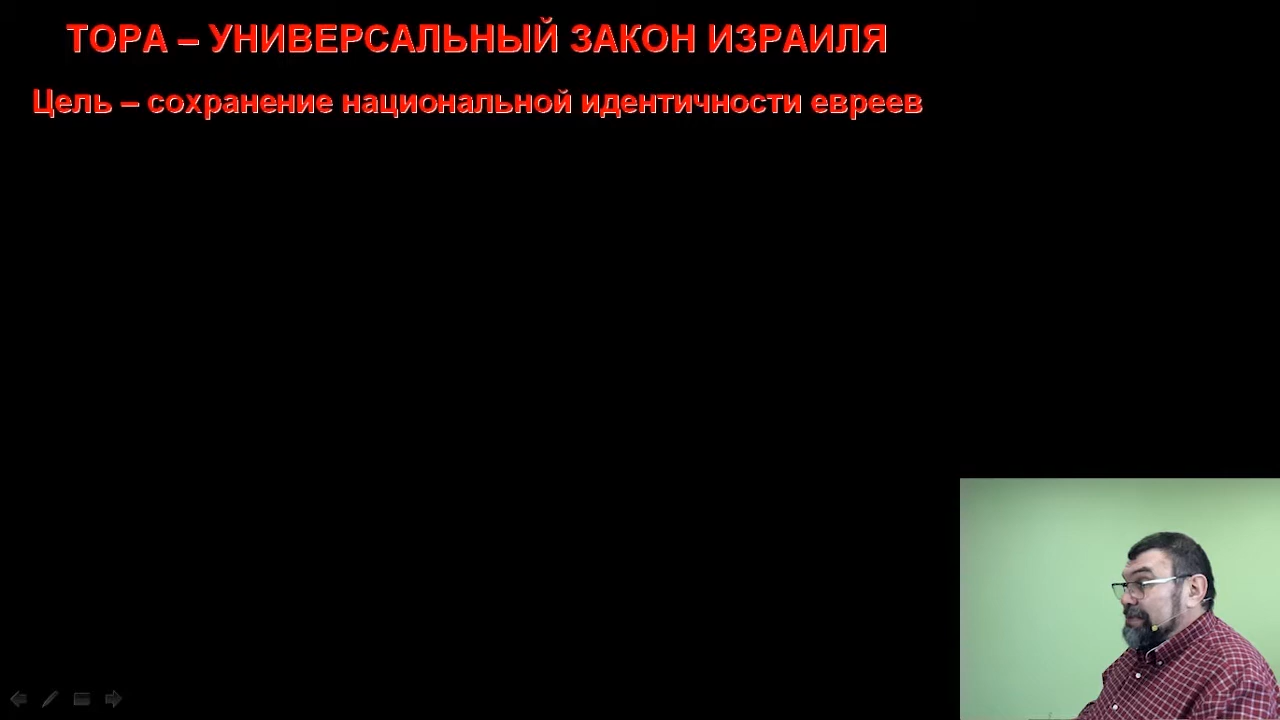 ТОРА – УНИВЕРСАЛЬНЫЙ ЗАКОН ИЗРАИЛЯ
Цель – сохранение национальной идентичности евреев